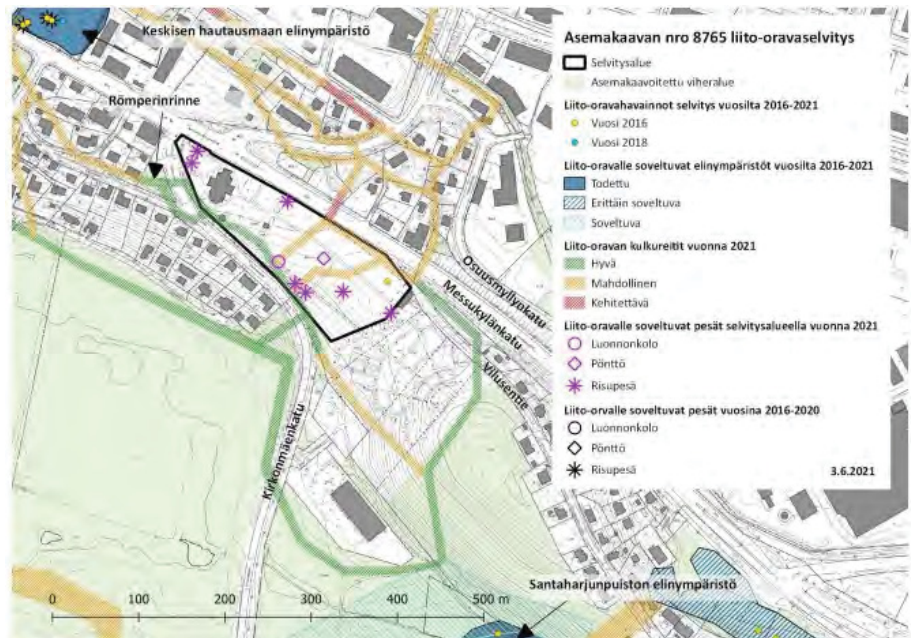 Keskisen hautausmaan elinympäristö
Römperinrinne
Osuusmyllynkatu
Messukylänkatu
Vilusentie
Kirkonmäenkatu
Santaharjunpuiston elinympäristö
0 100 200 300 400 500 m
Asemakaavan nro 8765 liito-oravaselvitys
Selvitysalue
Asemakaavoitettu viheralue
Liito-oravahavainnot selvitys vuosilta 2016-2021
Vuosi 2016
Vuosi 2018
Liito-oravalle soveltuvat elinympäristöt vuosilta 2016-2021
Todettu
Erittäin soveltuva
Soveltuva
Liito-oravan kulkureitit vuonna 2021
Hyvä
Mahdollinen
Kehitettävä
Liito-oravalle soveltuvat pesät selvitysalueella vuonna 2021
Luonnonkolo
Pönttö
Risupesä
Liito-orvalle soveltuvat pesät vuosina 2016-2020
Luonnonkolo
Pönttö
Risupesä
3.6.2021